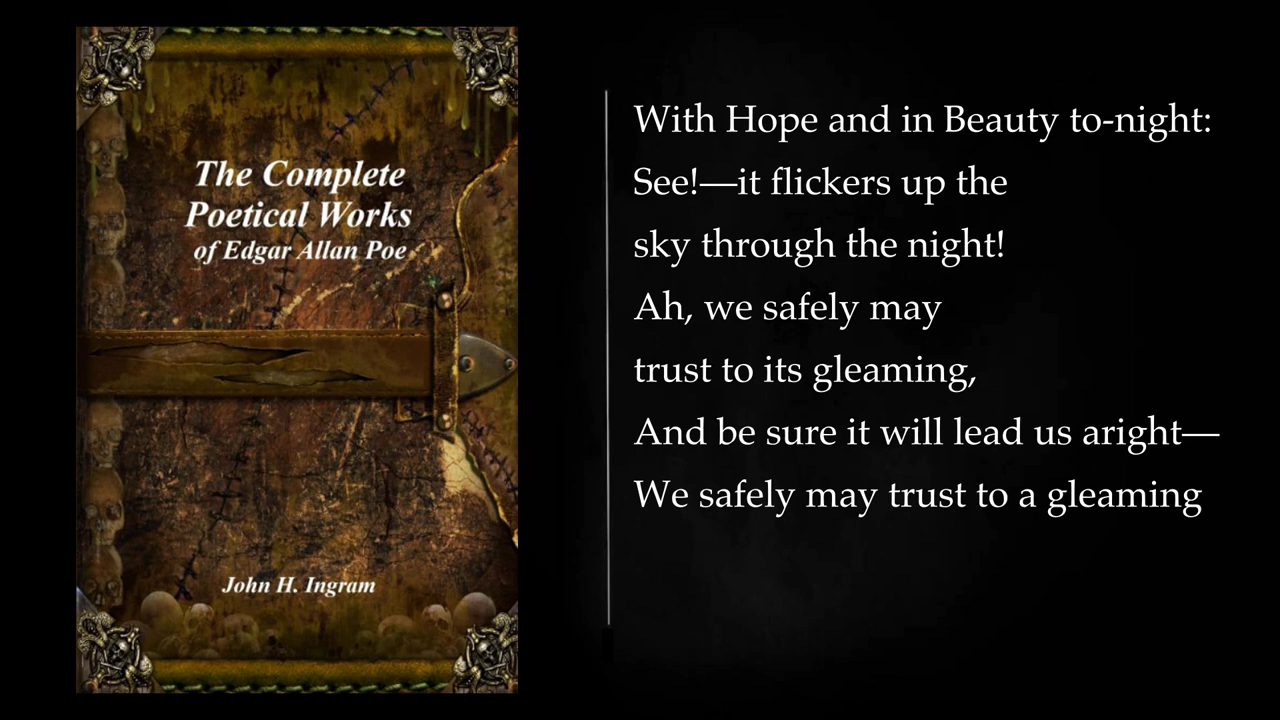 The Complete
Poetical Works
of Edgar Allan Poe
John H. Ingram
With Hope and in Beauty to-night:
See!—it flickers up the
sky through the night!
Ah, we safely may
trust to its gleaming,
And be sure it will lead us aright—
We safely may trust to a gleaming